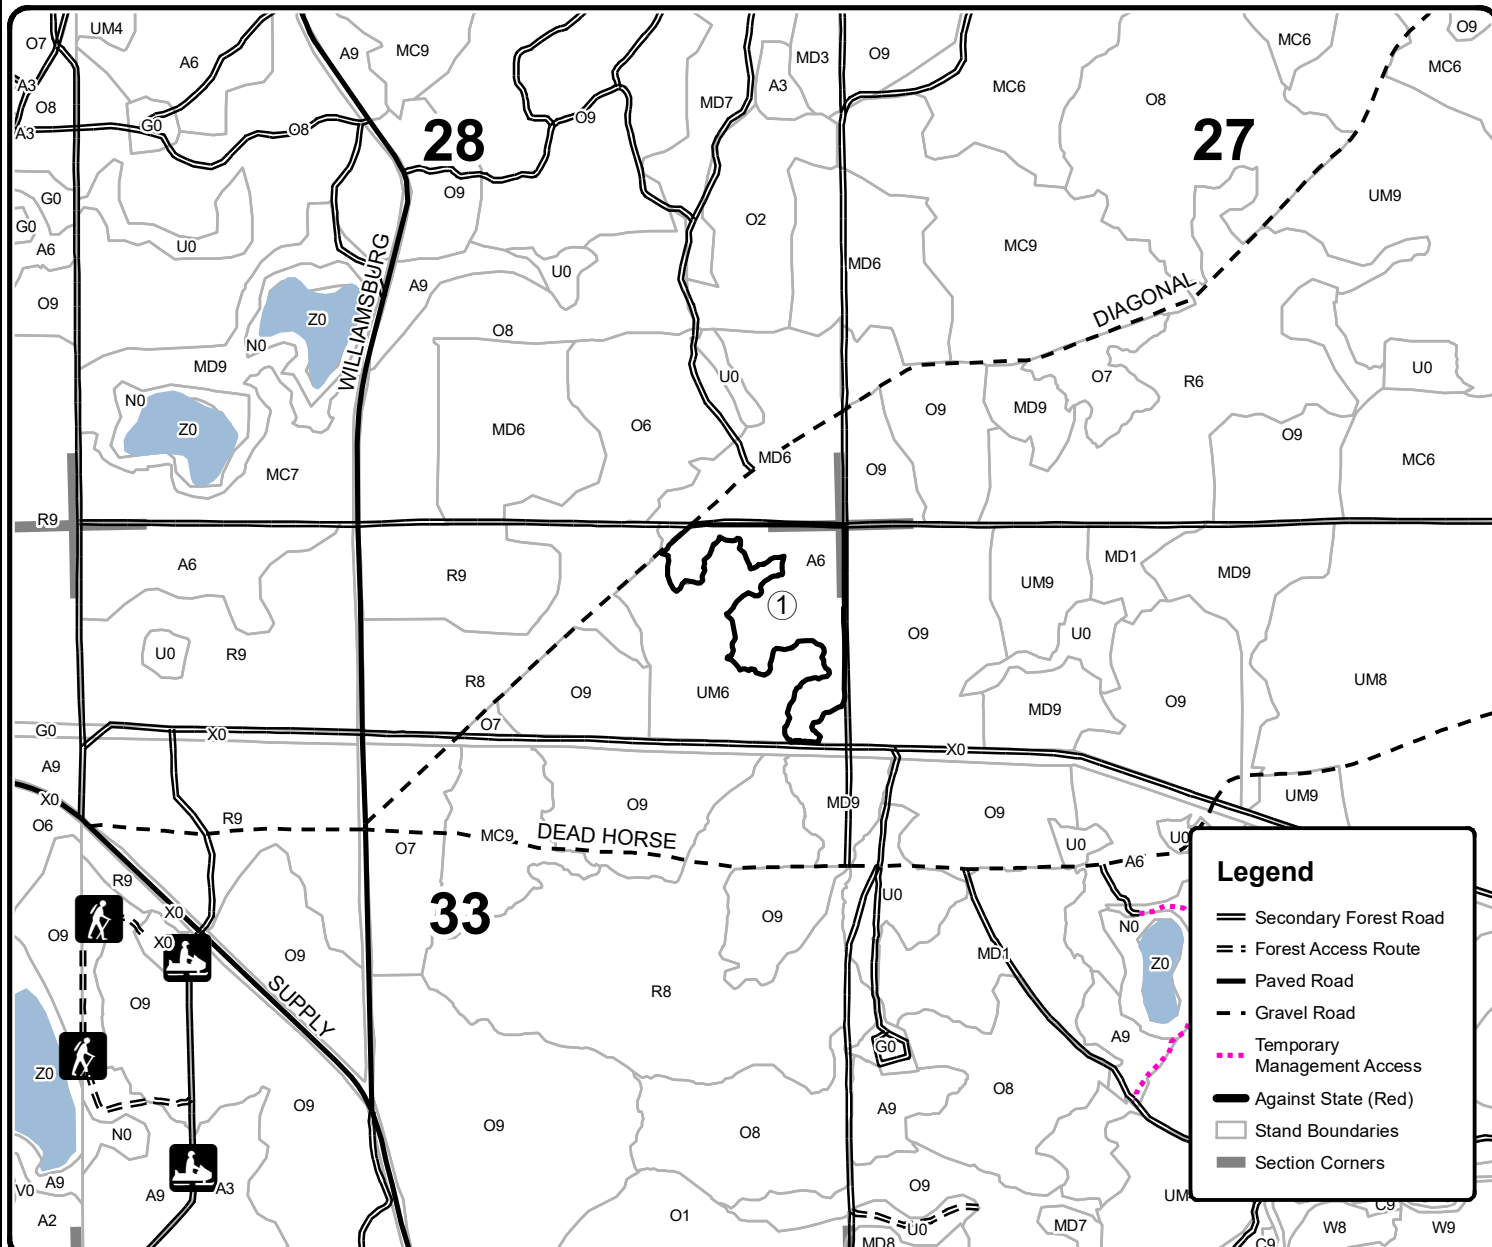 O7
UM4
A6
A9
MC9
MD3
A3
O9
MC6
O8
MC6
O9
MC6
A3
O8
A3
G0
O8
O9
MD7
28
27
O9
G0
G0
A6
U0
O2
MC9
UM9
O9
Z0
N0
WILLIAMSBURG
A9
U0
MD6
DIAGONAL
O8
MD9
N0
Z0
MC7
MD6
O6
U0
MD6
O9
O9
MD9
O7
R6
O9
U0
MC6
R9
A6
R9
A6
1
UM9
MD1
MD9
U0
R9
R8
O7
O9
UM6
O9
U0
MD9
O9
UM8
G0
X0
X0
A9
X0
O6
R9
O7
MC9
DEAD HORSE
O9
MD9
O9
U0
A6
U0
UM9
R9
X0
X0
O9
O9
O9
SUPPLY
33
R8
O9
U0
MD1
N0
Z0
A9
G0
Z0
N0
A9
V0
A2
A9
A3
O9
O9
O8
O1
A9
O8
O9
U0
MD8
MD7
UM
C9
C9
W8
W9
Legend
Secondary Forest Road
Forest Access Route
Paved Road
Gravel Road
Temporary
Management Access
Against State (Red)
Stand Boundaries
Section Corners